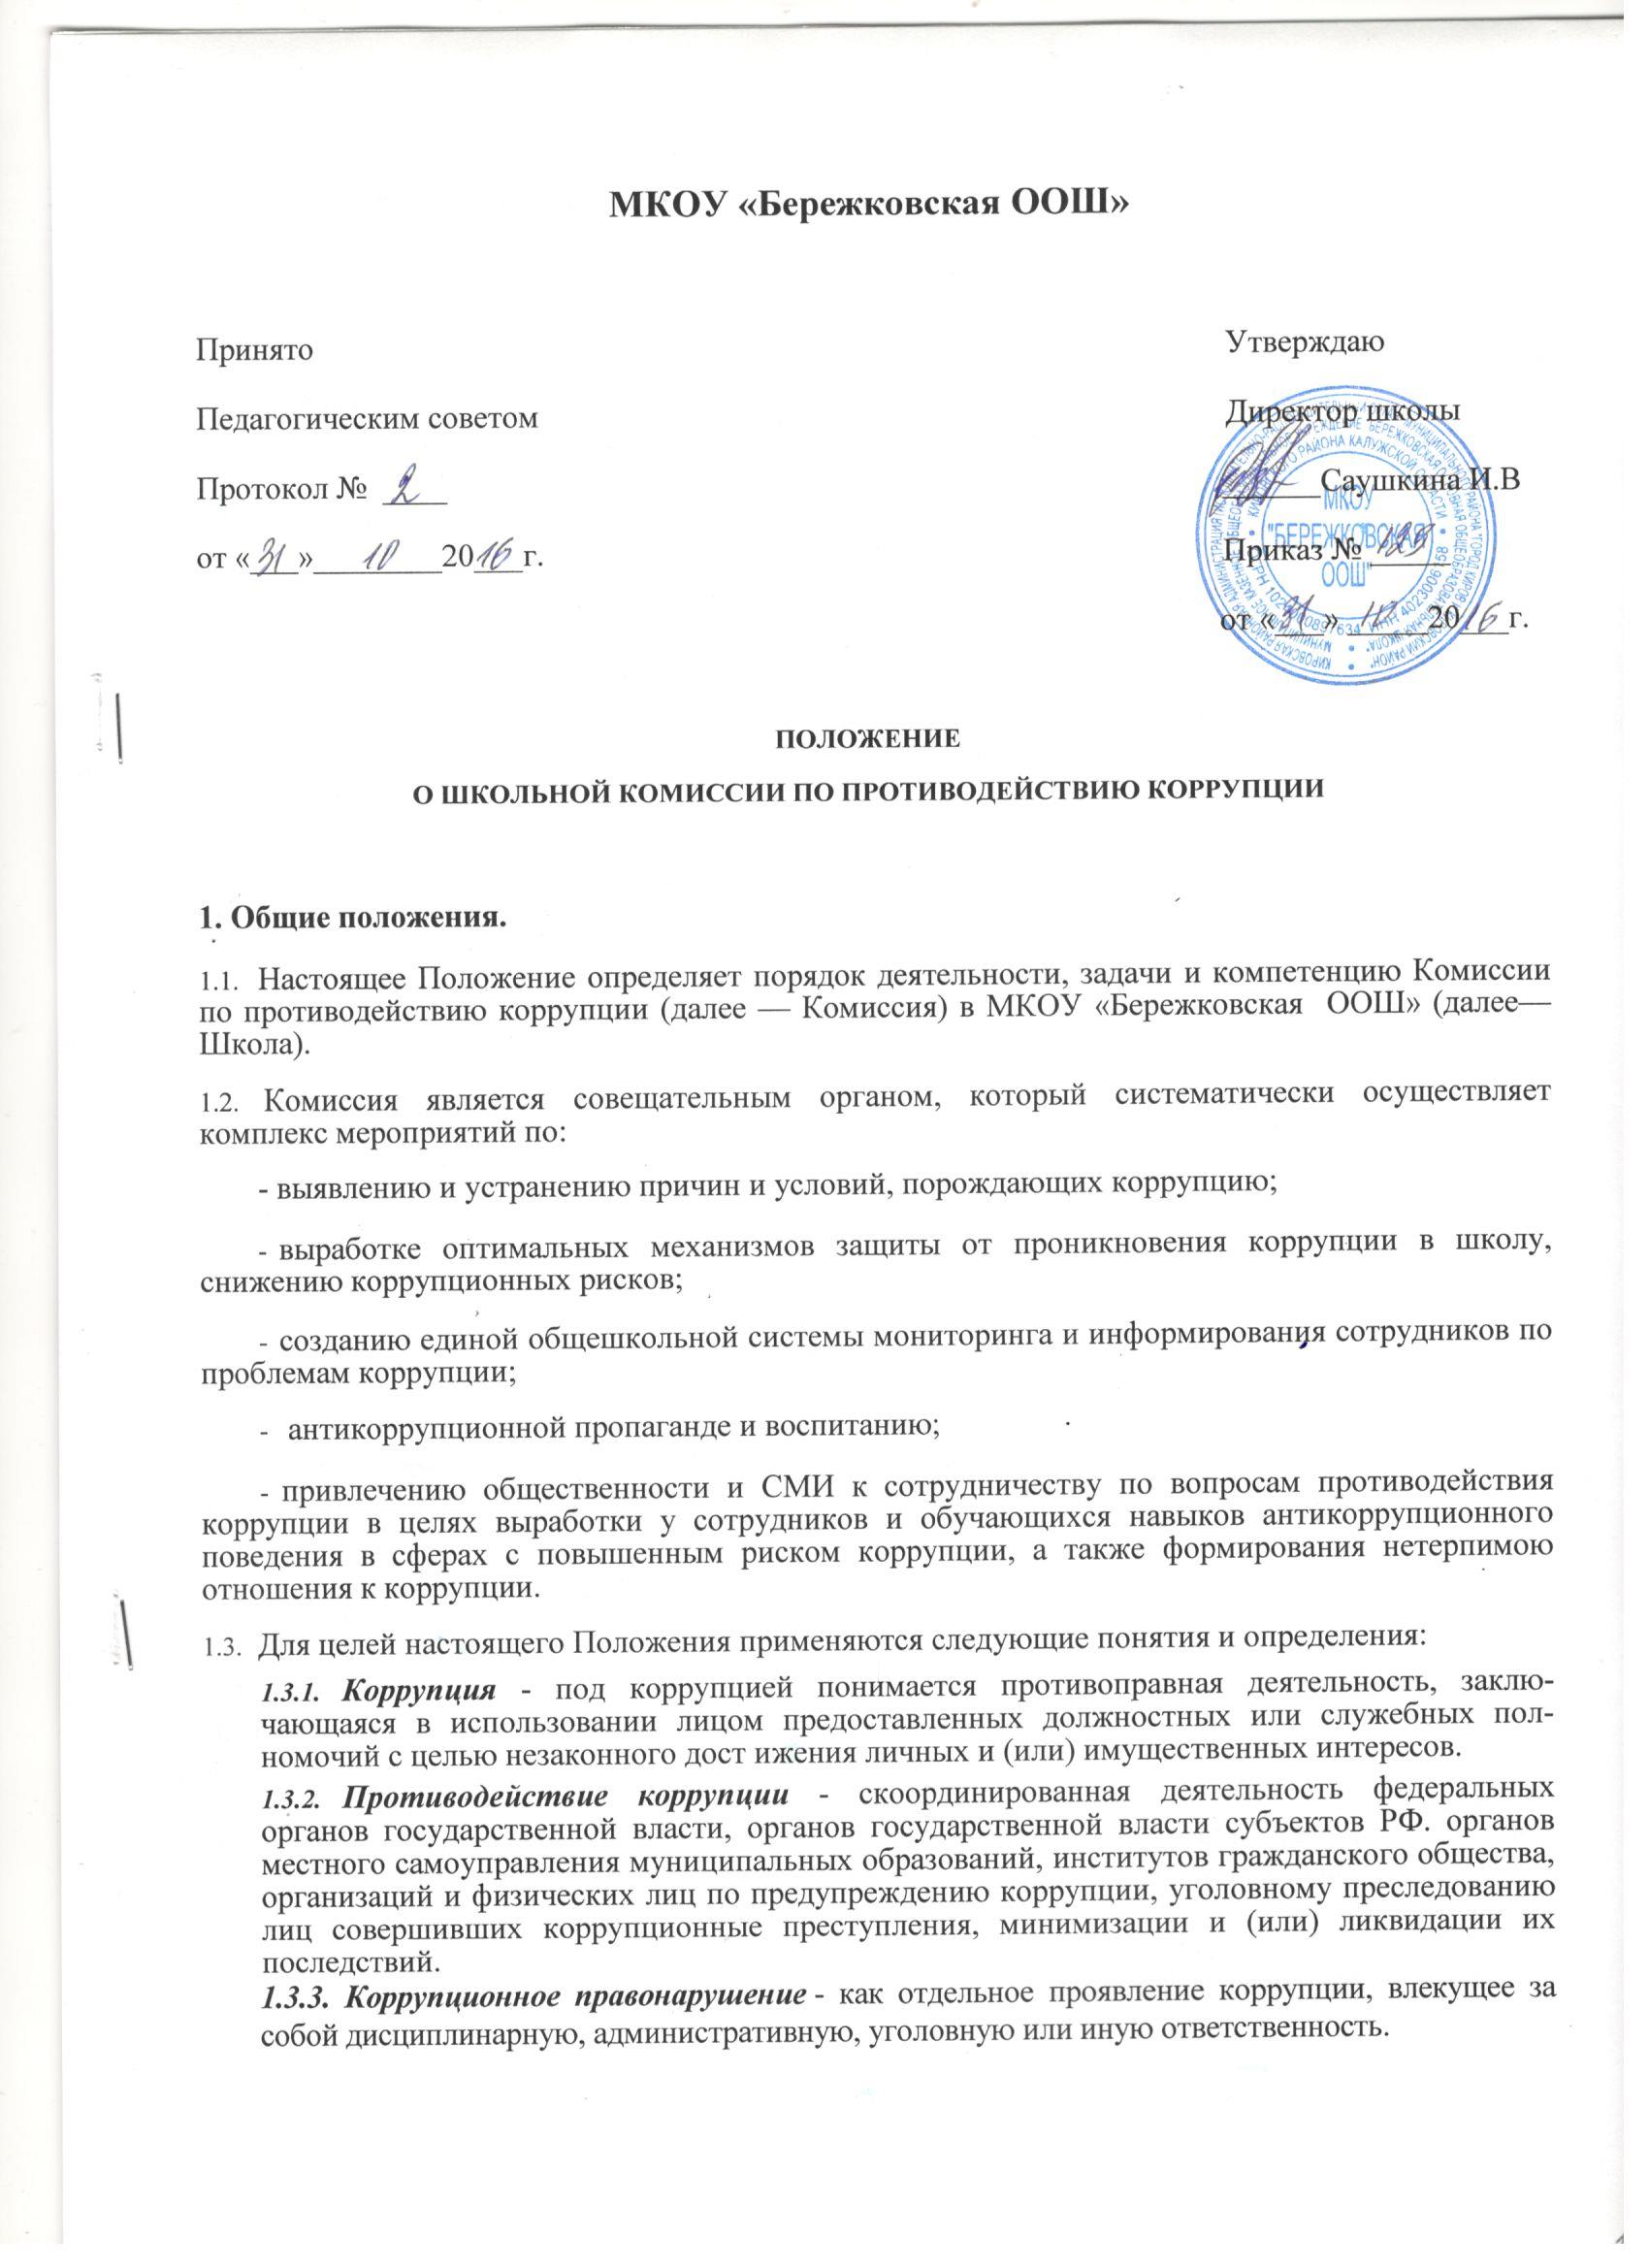 МКОУ «Бережковская ООШ»
Принято
Педагогическим советом
Протокол № 2
от «31» 10 2016 г.
Утверждаю
Директор школы
Саушкина И.В
Приказ №
от «31» 10 2016 г.
МКОУ
"БЕРЕЖКОВСКАЯ
ООШ"
ПОЛОЖЕНИЕ
О ШКОЛЬНОЙ КОМИССИИ ПО ПРОТИВОДЕЙСТВИЮ КОРРУПЦИИ
1. Общие положения.
1.1. Настоящее Положение определяет порядок деятельности, задачи и компетенцию Комиссии
по противодействию коррупции (далее — Комиссия) в МКОУ «Бережковская ООШ» (далее—
Школа).
1.2. Комиссия является совещательным органом, который систематически осуществляет
комплекс мероприятий по:
- выявлению и устранению причин и условий, порождающих коррупцию;
- выработке оптимальных механизмов защиты от проникновения коррупции в школу,
снижению коррупционных рисков;
- созданию единой общешкольной системы мониторинга и информирования сотрудников по
проблемам коррупции;
- антикоррупционной пропаганде и воспитанию;
- привлечению общественности и СМИ к сотрудничеству по вопросам противодействия
коррупции в целях выработки у сотрудников и обучающихся навыков антикоррупционного
поведения в сферах с повышенным риском коррупции, а также формирования нетерпимою
отношения к коррупции.
1.3. Для целей настоящего Положения применяются следующие понятия и определения:
1.3.1. Коррупция - под коррупцией понимается противоправная деятельность, заклю-
чающаяся в использовании лицом предоставленных должностных или служебных пол-
номочий с целью незаконного дост ижения личных и (или) имущественных интересов.
1.3.2. Противодействие коррупции - скоординированная деятельность федеральных
органов государственной власти, органов государственной власти субъектов РФ. органов
местного самоуправления муниципальных образований, институтов гражданского общества,
организаций и физических лиц по предупреждению коррупции, уголовному преследованию
лиц совершивших коррупционные преступления, минимизации и (или) ликвидации их
последствий.
1.3.3. Коррупционное правонарушение - как отдельное проявление коррупции, влекущее за
собой дисциплинарную, административную, уголовную или иную ответственность.